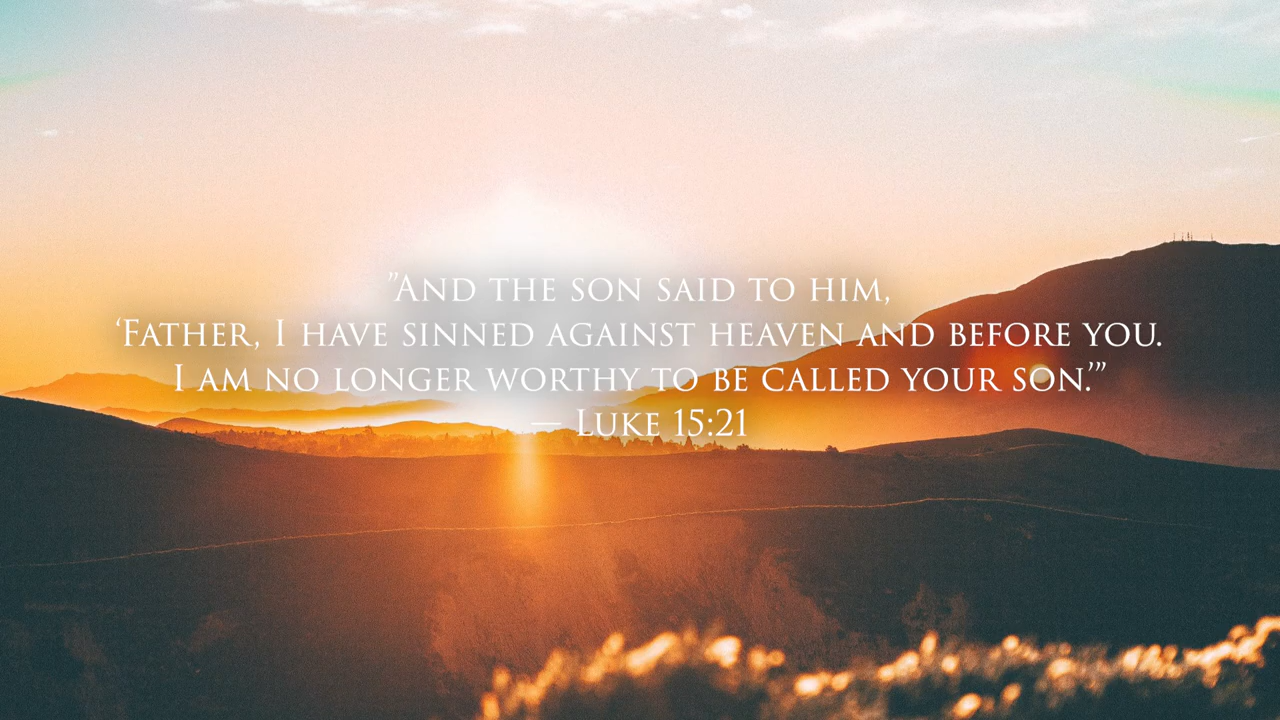 "And the son said to him,
‘Father, I have sinned against heaven and before you.
I am no longer worthy to be called your son.’”
— Luke 15:21